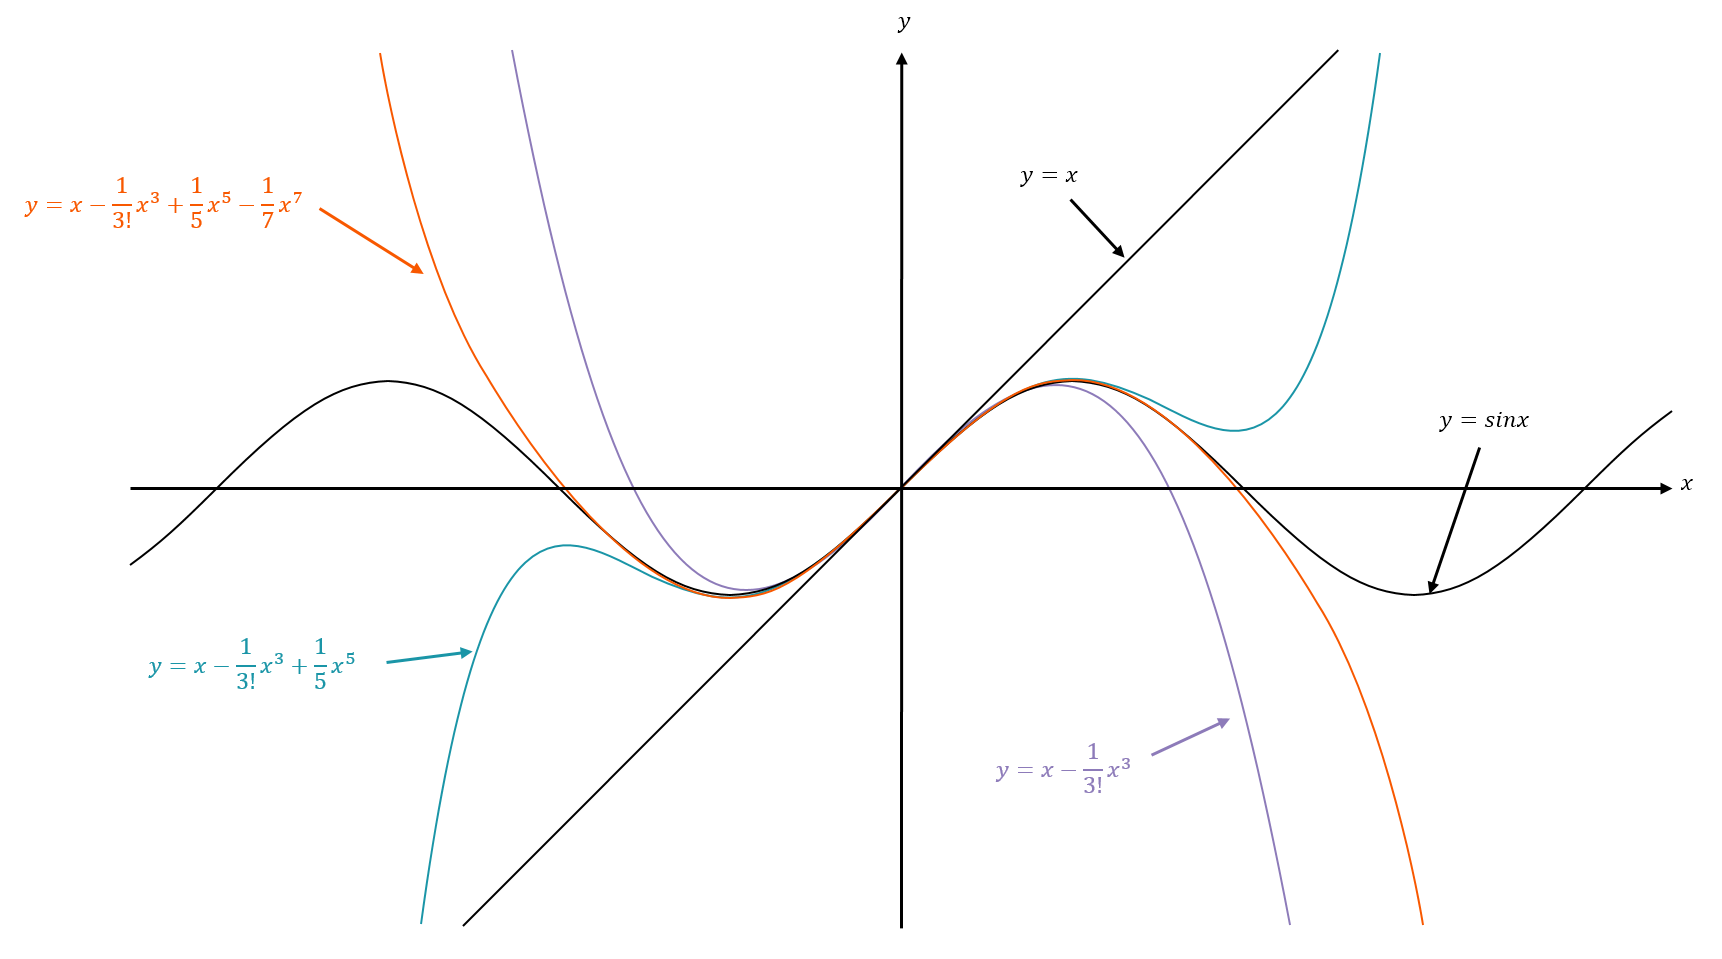 y
y = x
y = x − 1/3! x³ + 1/5 x⁵ − 1/7 x⁷
y = sinx
x
y = x − 1/3! x³ + 1/5 x⁵
y = x − 1/3! x³